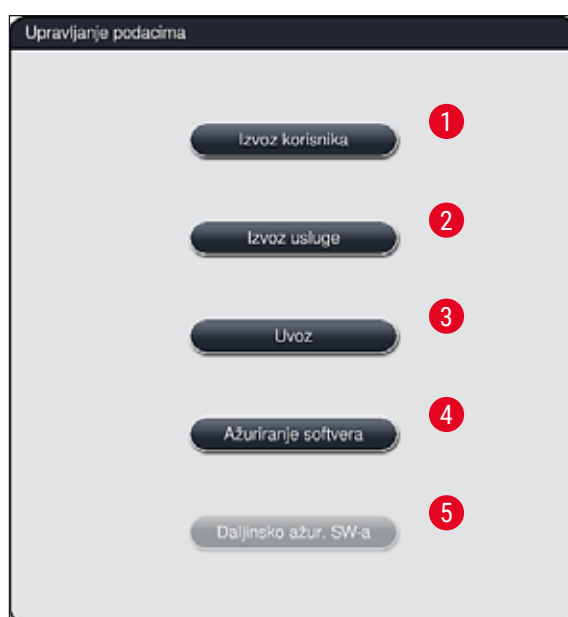 Upravljanje podacima
Izvoz korisnika
1
Izvoz usluge
2
Uvoz
3
Ažuriranje softvera
4
Daljinsko ažur. SW-a
5